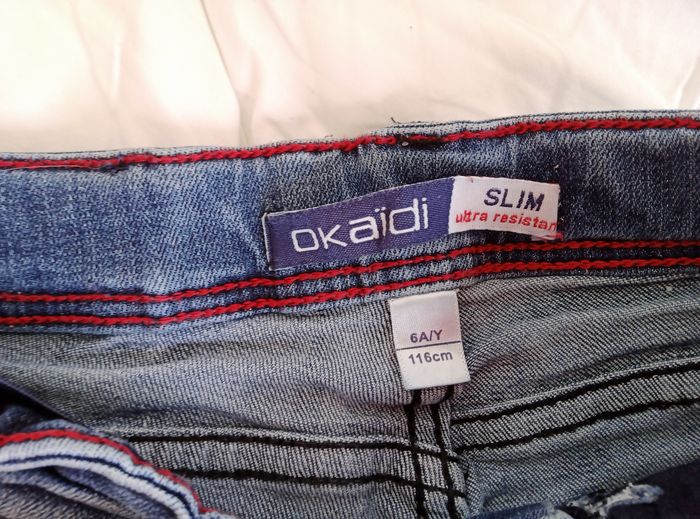 okaïdi
SLIM
ultra resistan
6A/Y
116cm